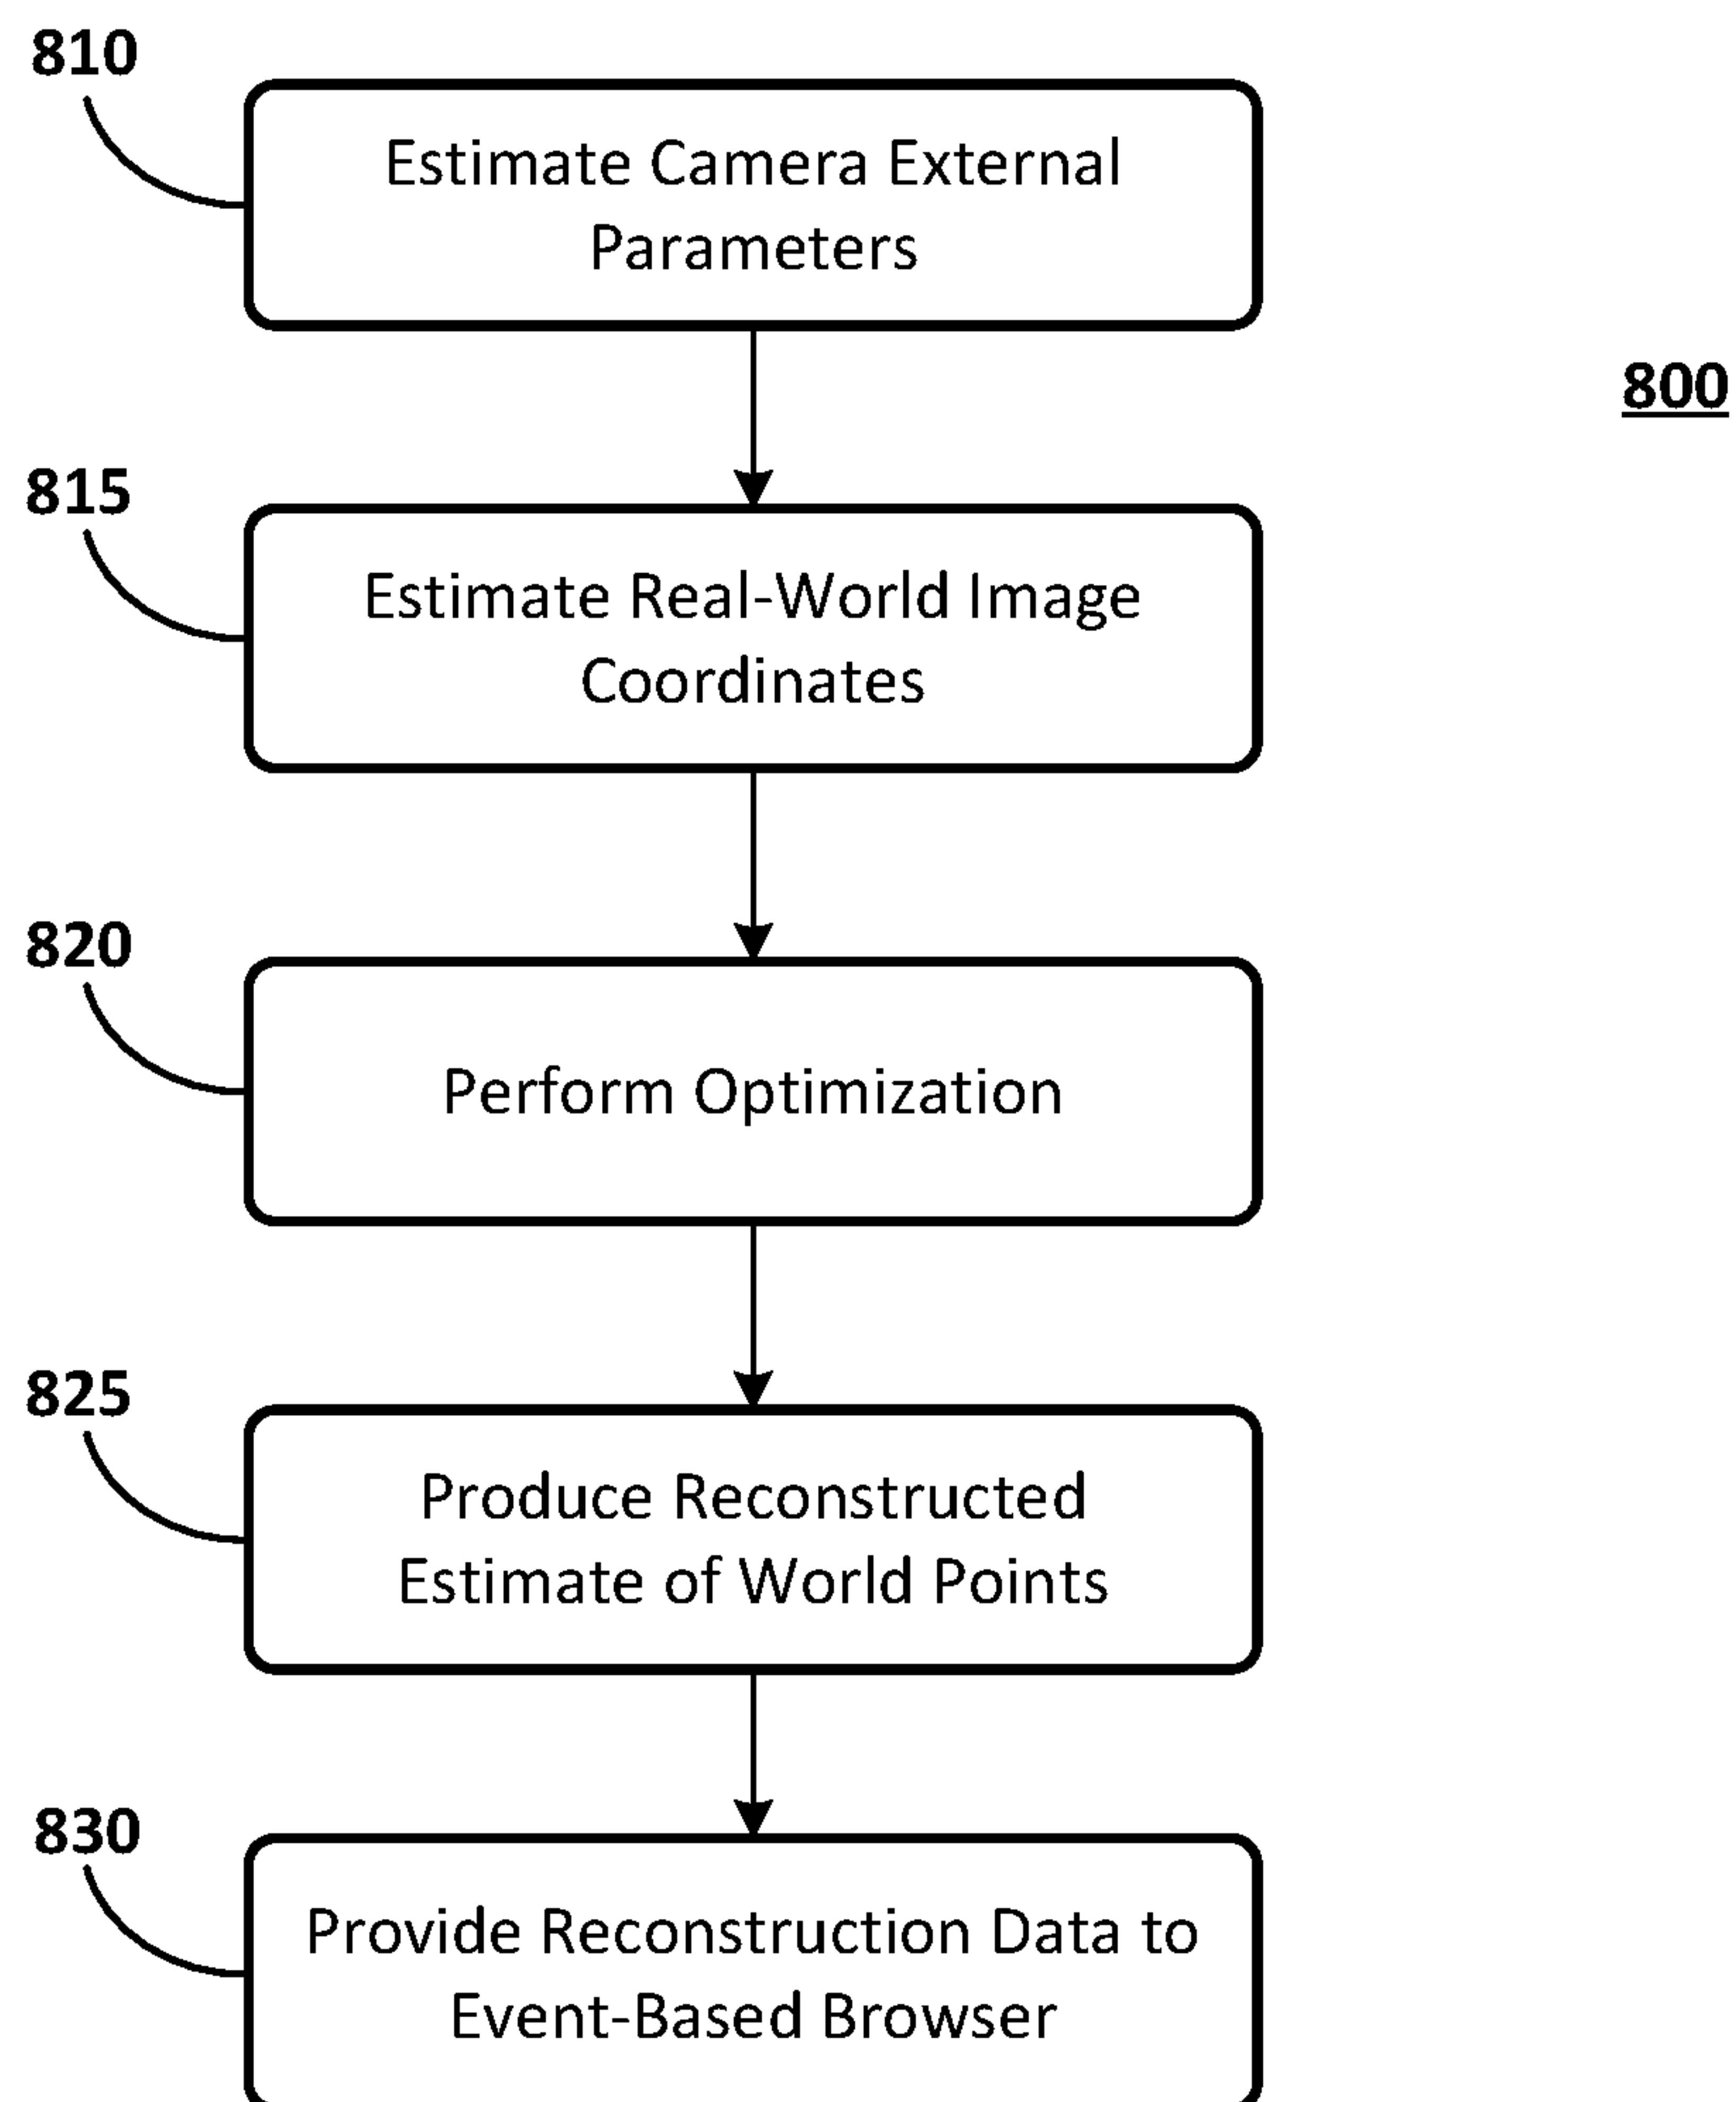 810
Estimate Camera External
Parameters
800
815
Estimate Real-World Image
Coordinates
820
Perform Optimization
825
Produce Reconstructed
Estimate of World Points
830
Provide Reconstruction Data to
Event-Based Browser